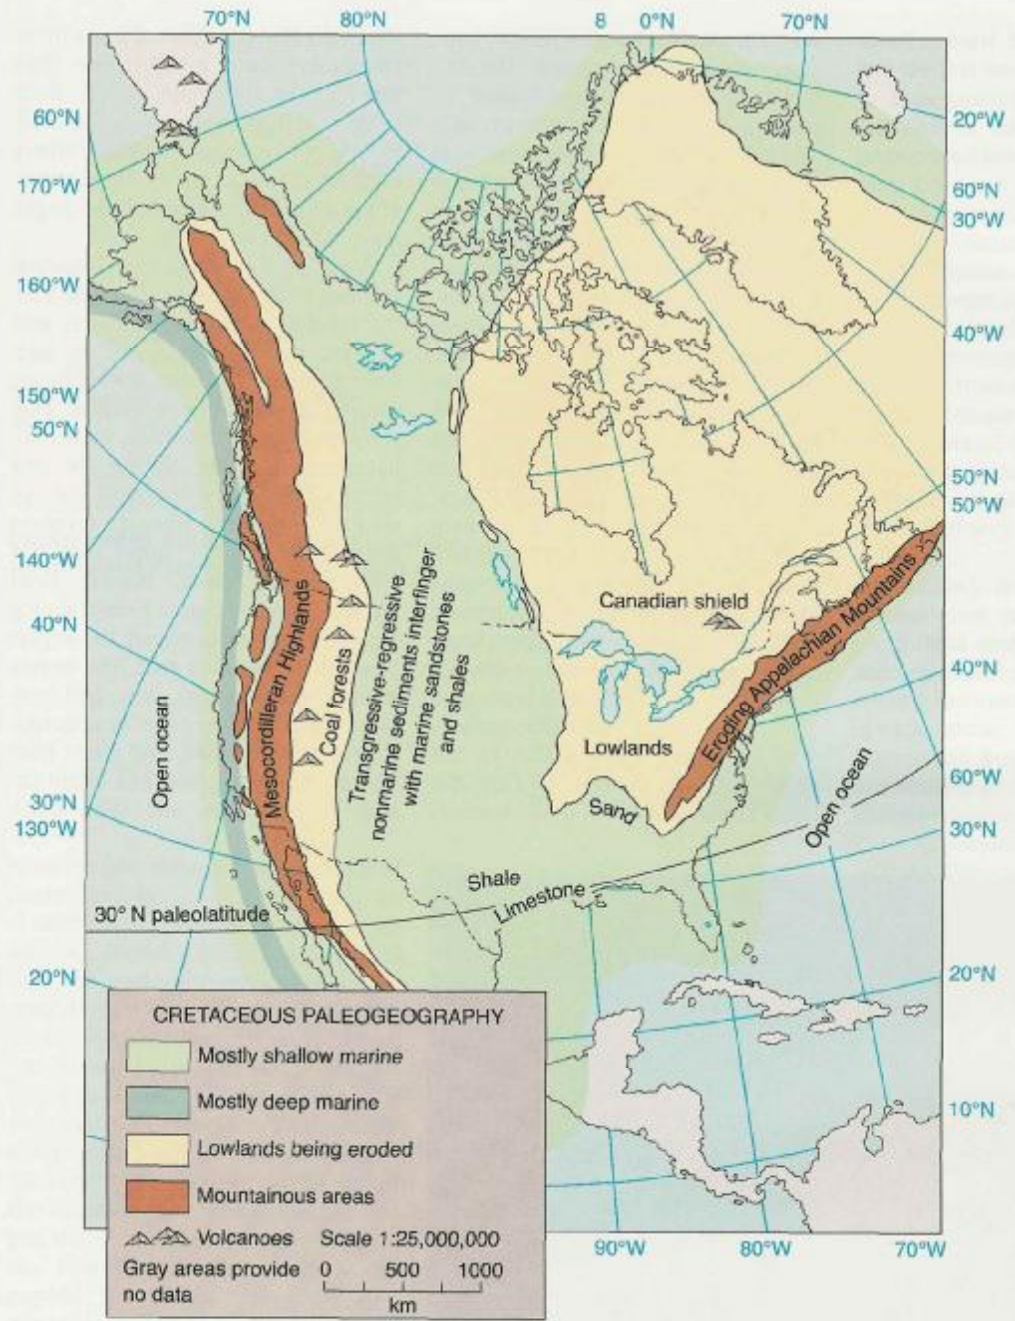 70°N
80°N
8
0°N
70°N
60°N
170°W
160°W
150°W
50°N
140°W
40°N
30°N
130°W
20°N
20°W
60°N
30°W
40°W
50°N
50°W
40°N
60°W
30°N
20°N
10°N
90°W
80°W
70°W
Canadian shield
Eroding Appalachian Mountains
Lowlands
Mesocordilleran Highlands
Coal forests
Transgressive-regressive
nonmarine sediments interfinger
with marine sandstones
and shales
Open ocean
Open ocean
Sand
Shale
Limestone
30° N paleolatitude
CRETACEOUS PALEOGEOGRAPHY
Mostly shallow marine
Mostly deep marine
Lowlands being eroded
Mountainous areas
Volcanoes Scale 1:25,000,000
Gray areas provide
no data
0 500 1000
km